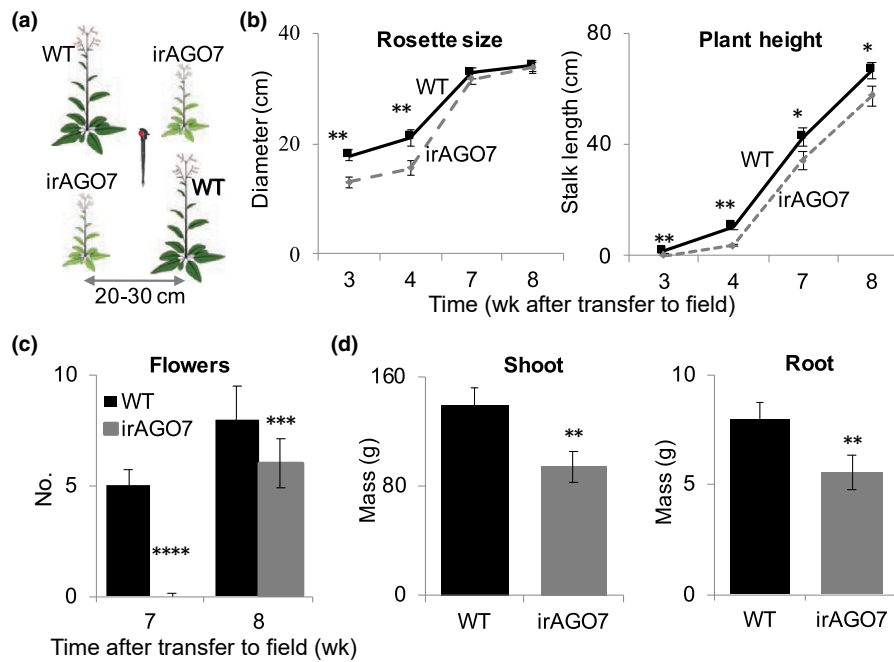 (a)
WT
irAGO7
irAGO7
WT
20-30 cm
(b)
Rosette size
40
20
0
Diameter (cm)
**
**
WT
irAGO7
3 4 7 8
Plant height
80
40
0
Stalk length (cm)
**
**
*
*
WT
irAGO7
3 4 7 8
Time (wk after transfer to field)
(c)
Flowers
10
5
0
No.
WT
irAGO7
****
***
7 8
Time after transfer to field (wk)
(d)
Shoot
160
80
0
Mass (g)
**
WT irAGO7
Root
10
5
0
Mass (g)
**
WT irAGO7